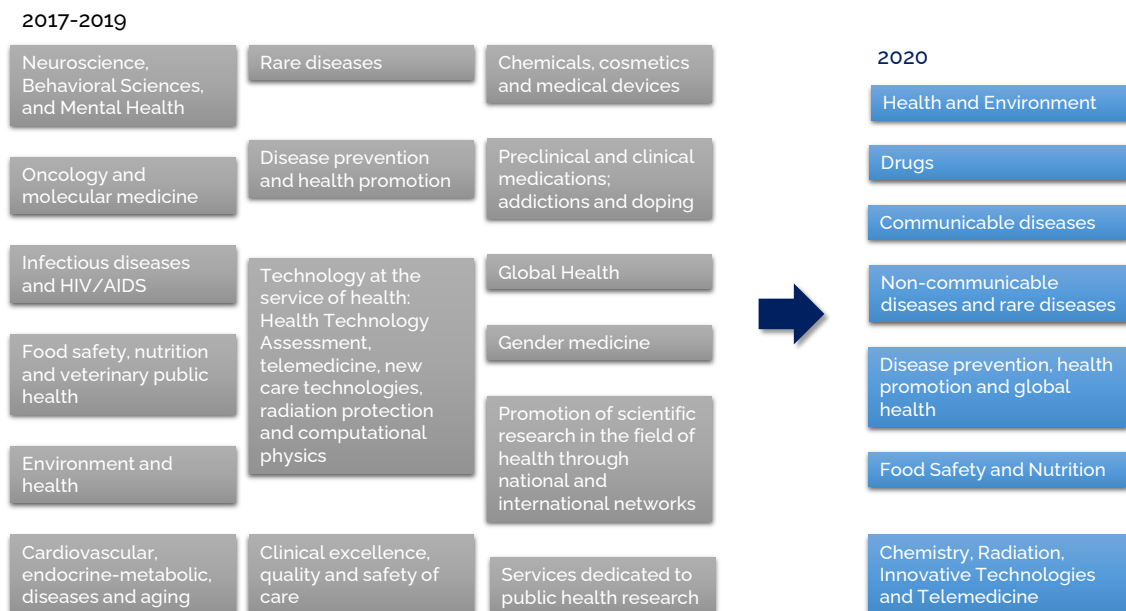 2017-2019
Neuroscience,
Behavioral Sciences,
and Mental Health
Oncology and
molecular medicine
Infectious diseases
and HIV/AIDS
Food safety, nutrition
and veterinary public
health
Environment and
health
Cardiovascular,
endocrine-metabolic,
diseases and aging
Rare diseases
Disease prevention
and health promotion
Technology at the
service of health:
Health Technology
Assessment,
telemedicine, new
care technologies,
radiation protection
and computational
physics
Clinical excellence,
quality and safety of
care
Chemicals, cosmetics
and medical devices
Preclinical and clinical
medications;
addictions and doping
Global Health
Gender medicine
Promotion of scientific
research in the field of
health through
national and
international networks
Services dedicated to
public health research
2020
Health and Environment
Drugs
Communicable diseases
Non-communicable
diseases and rare diseases
Disease prevention, health
promotion and global
health
Food Safety and Nutrition
Chemistry, Radiation,
Innovative Technologies
and Telemedicine